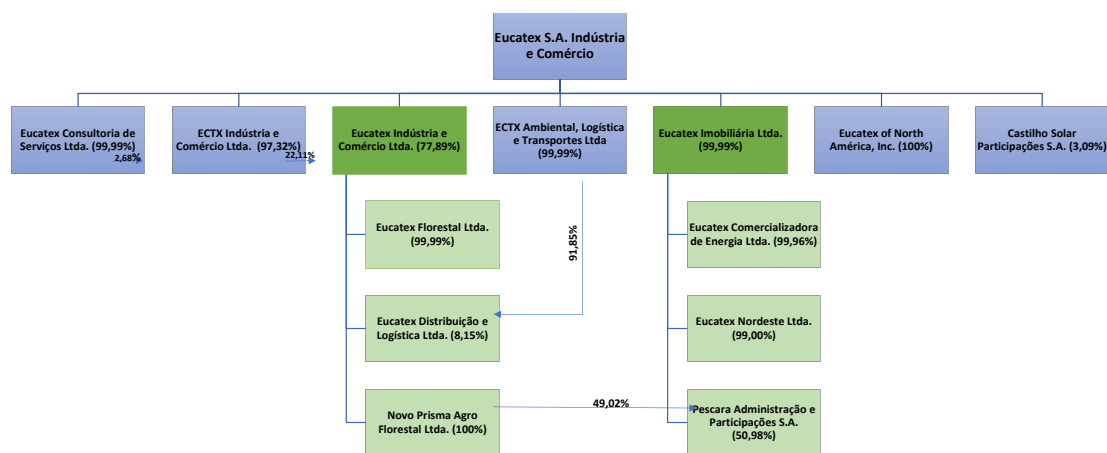 Eucatex S.A. Indústria
e Comércio
Eucatex Consultoria de
Serviços Ltda. (99,99%)
2,68%
ECTX Indústria e
Comércio Ltda. (97,32%)
22,11%
Eucatex Indústria e
Comércio Ltda. (77,89%)
ECTX Ambiental, Logística
e Transportes Ltda
(99,99%)
Eucatex Imobiliária Ltda.
(99,99%)
Eucatex of North
América, Inc. (100%)
Castilho Solar
Participações S.A. (3,09%)
Eucatex Florestal Ltda.
(99,99%)
91,85%
Eucatex Comercializadora
de Energia Ltda. (99,96%)
Eucatex Distribuição e
Logística Ltda. (8,15%)
Eucatex Nordeste Ltda.
(99,00%)
Novo Prisma Agro
Florestal Ltda. (100%)
49,02%
Pescara Administração e
Participações S.A.
(50,98%)